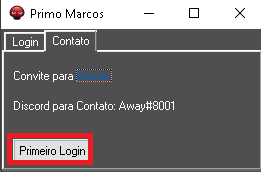 Primo Marcos
Login Contato
Convite para
Discord para Contato: Away#8001
Primeiro Login